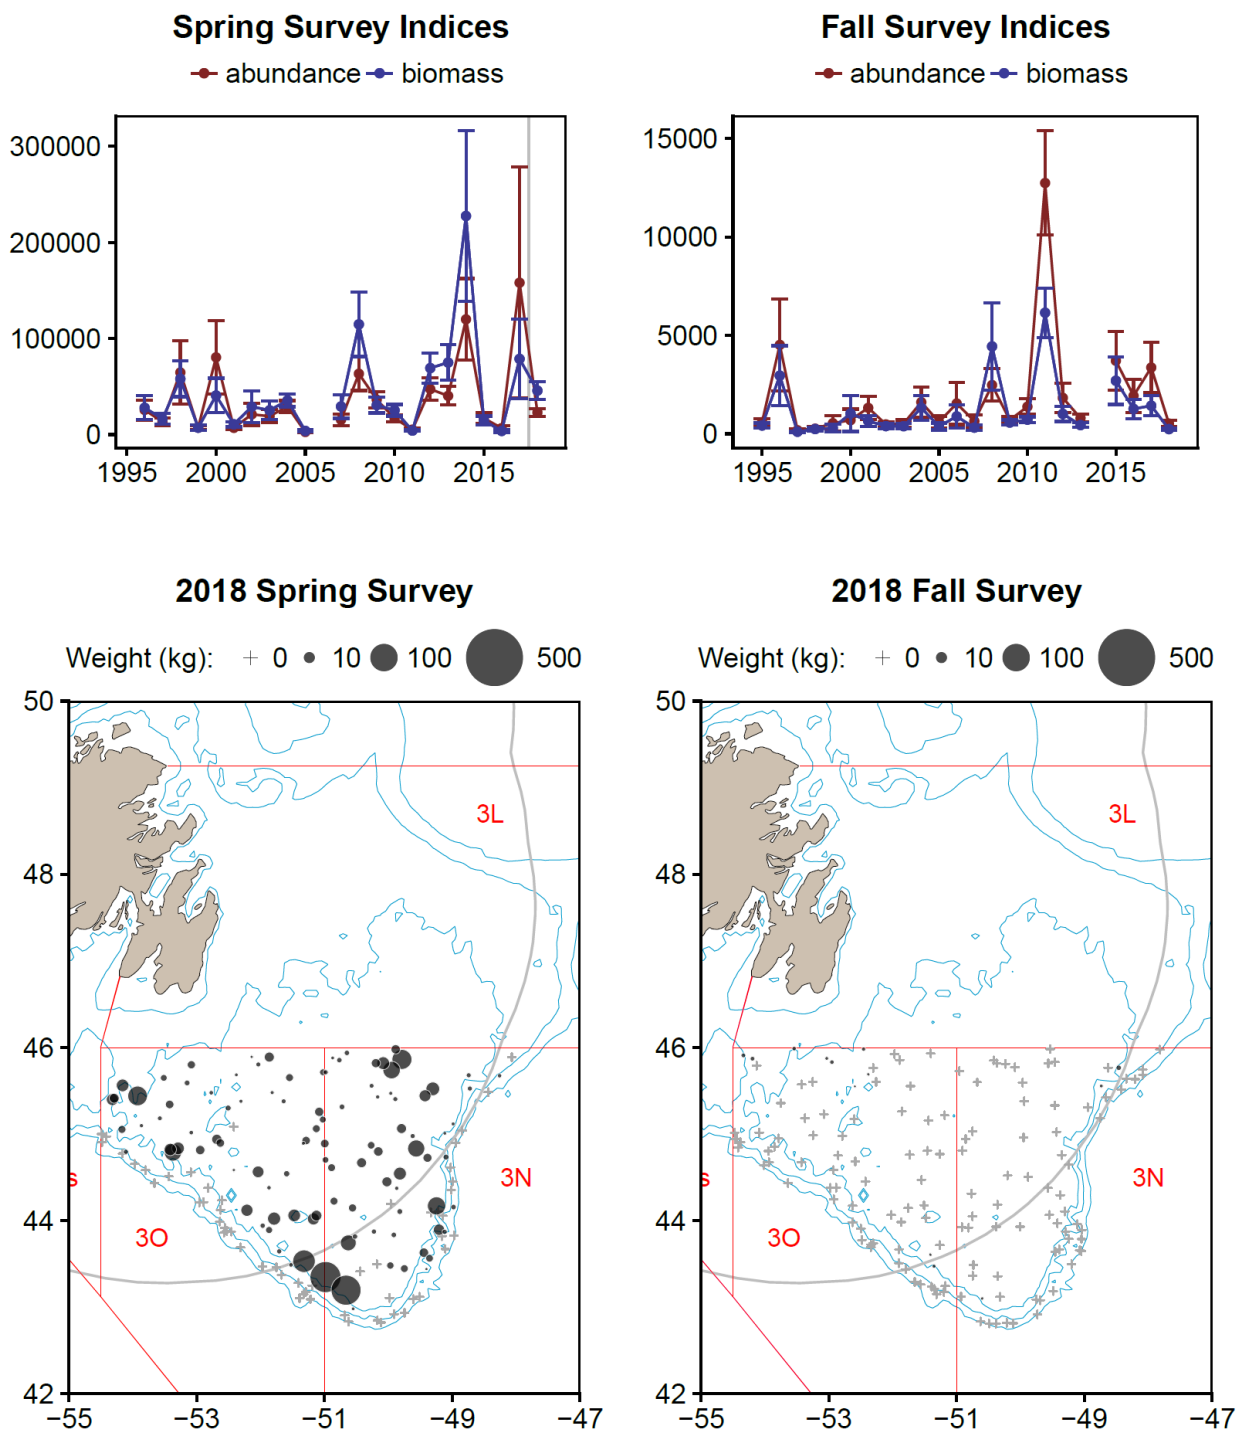 Spring Survey Indices
abundance biomass
300000
200000
100000
0
1995 2000 2005 2010 2015
Fall Survey Indices
abundance biomass
15000
10000
5000
0
1995 2000 2005 2010 2015
2018 Spring Survey
Weight (kg): 0 10 100 500
50
48
46
44
42
3L
3N
3O
s
−55 −53 −51 −49 −47
2018 Fall Survey
Weight (kg): 0 10 100 500
50
48
46
44
42
3L
3N
3O
s
−55 −53 −51 −49 −47